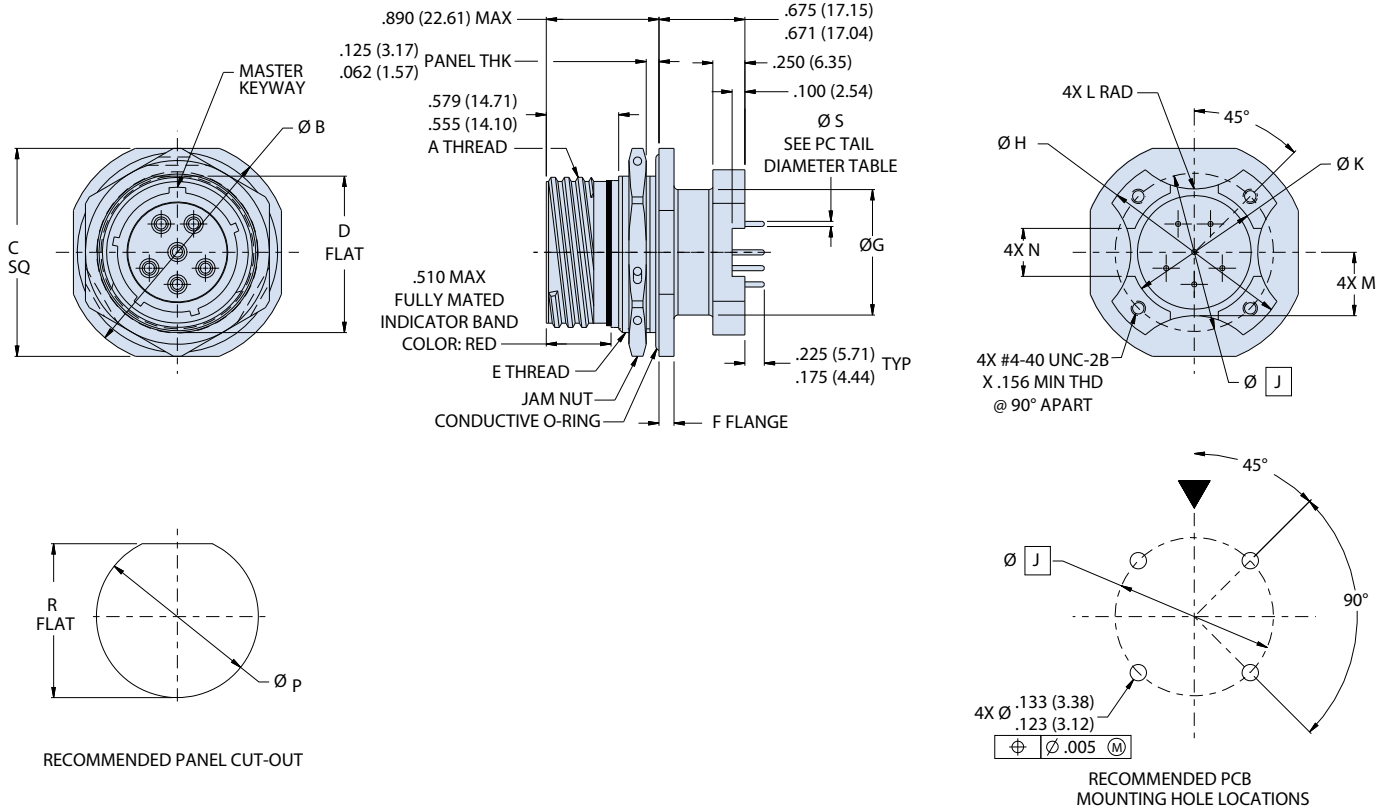 .890 (22.61) MAX
.675 (17.15)
.671 (17.04)
.125 (3.17)
.062 (1.57)
PANEL THK
.250 (6.35)
.100 (2.54)
.579 (14.71)
.555 (14.10)
A THREAD
Ø S
SEE PC TAIL
DIAMETER TABLE
MASTER
KEYWAY
Ø B
C
SQ
D
FLAT
.510 MAX
FULLY MATED
INDICATOR BAND
COLOR: RED
E THREAD
JAM NUT
CONDUCTIVE O-RING
F FLANGE
ØG
.225 (5.71)
.175 (4.44)
TYP
4X L RAD
45°
Ø H
Ø K
4X N
4X M
4X #4-40 UNC-2B
X .156 MIN THD
@ 90° APART
Ø J
R
FLAT
Ø P
RECOMMENDED PANEL CUT-OUT
45°
Ø J
90°
4X Ø .133 (3.38)
.123 (3.12)
⌖ Ø .005 Ⓜ
RECOMMENDED PCB
MOUNTING HOLE LOCATIONS